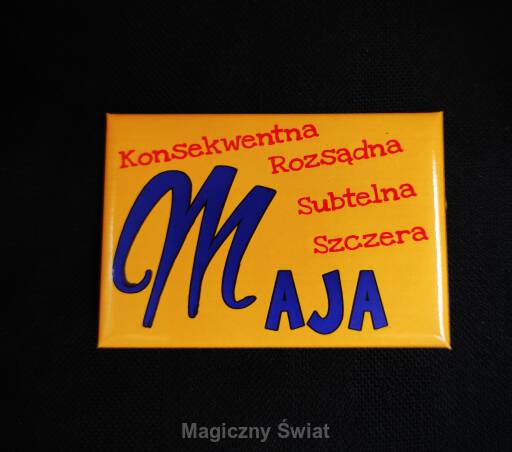 Konsekwentna
Rozsądna
Subtelna
Szczera
MAJA
Magiczny Świat